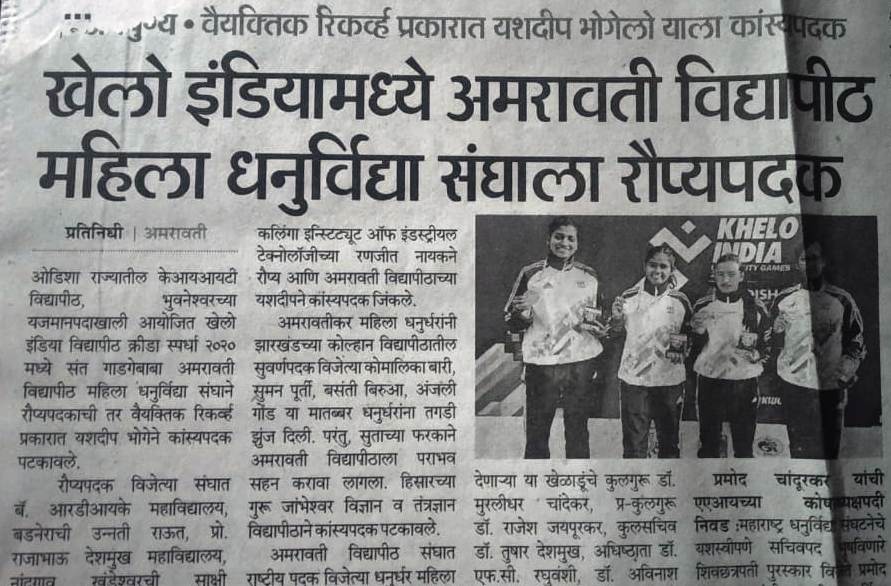 वैयक्तिक रिकर्व्ह प्रकारात यशदीप भोगेलो याला कांस्यपदक
खेलो इंडियामध्ये अमरावती विद्यापीठ
महिला धनुर्विद्या संघाला रौप्यपदक
प्रतिनिधी | अमरावती
ओडिशा राज्यातील केआयआयटी
विद्यापीठ, भुवनेश्वरच्या
यजमानपदाखाली आयोजित खेलो
इंडिया विद्यापीठ क्रीडा स्पर्धा २०२०
मध्ये संत गाडगेबाबा अमरावती
विद्यापीठ महिला धनुर्विद्या संघाने
रौप्यपदकाची तर वैयक्तिक रिकर्व्ह
प्रकारात यशदीप भोगेने कांस्यपदक
पटकावले.
रौप्यपदक विजेत्या संघात
बॅ. आरडीआयके महाविद्यालय,
बडनेराची उन्नती राऊत, प्रो.
राजाभाऊ देशमुख महाविद्यालय,
नांदगाव खंडेश्वरची साक्षी
कलिंगा इन्स्टिट्यूट ऑफ इंडस्ट्रीयल
टेक्नोलॉजीच्या रणजीत नायकने
रौप्य आणि अमरावती विद्यापीठाच्या
यशदीपने कांस्यपदक जिंकले.
अमरावतीकर महिला धनुर्धरांनी
झारखंडच्या कोल्हान विद्यापीठातील
सुवर्णपदक विजेत्या कोमालिका बारी,
सुमन पूर्ती, बसंती बिरुआ, अंजली
गोंड या मातब्बर धनुर्धरांना तगडी
झुंज दिली. परंतु, सुताच्या फरकाने
अमरावती विद्यापीठाला पराभव
सहन करावा लागला. हिसारच्या
गुरू जांभेश्वर विज्ञान व तंत्रज्ञान
विद्यापीठाने कांस्यपदक पटकावले.
अमरावती विद्यापीठ संघात
राष्ट्रीय पदक विजेत्या धनुर्धर महिला
KHELO
INDIA
GAMES
देणाऱ्या या खेळाडूंचे कुलगुरू डॉ.
मुरलीधर चांदेकर, प्र-कुलगुरू
डॉ. राजेश जयपूरकर, कुलसचिव
डॉ. तुषार देशमुख, अधिष्ठाता डॉ.
एफ.सी. रघुवंशी, डॉ. अविनाश
प्रमोद चांदूरकर यांची
एएआयच्या
निवड :महाराष्ट्र धनुर्विद्या संघटनेचे
यशस्वीपणे सचिवपद भूषविणारे
शिवछत्रपती पुरस्कार प्रमोद